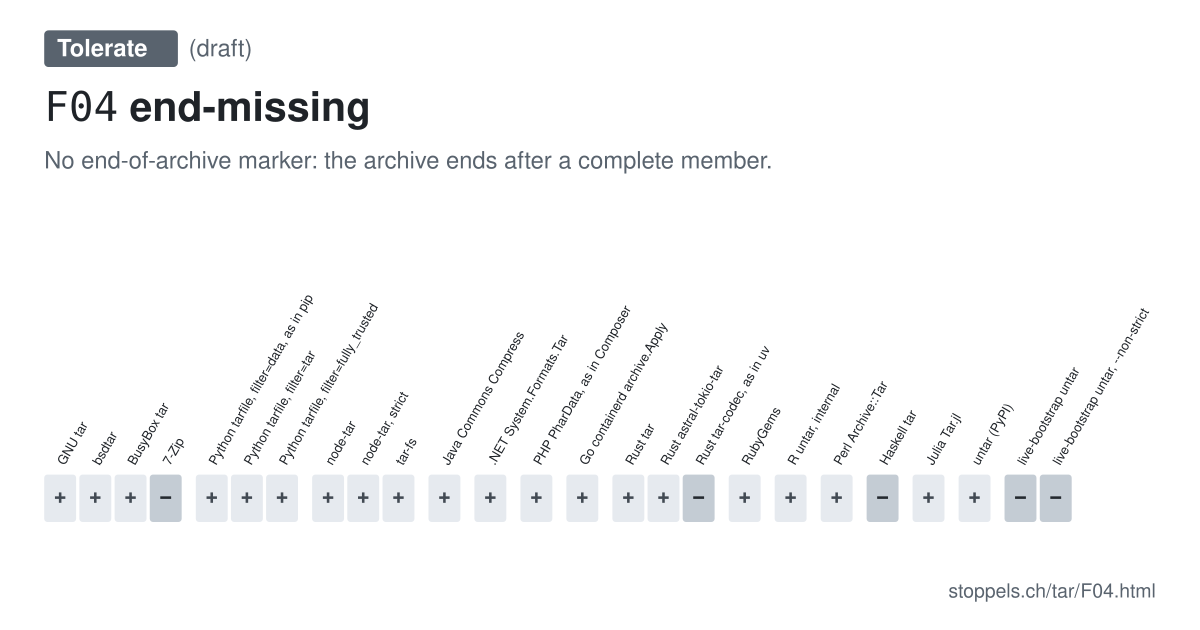 Tolerate (draft)
F04 end-missing
No end-of-archive marker: the archive ends after a complete member.
GNU tar
bsdtar
BusyBox tar
7-Zip
Python tarfile, filter=data, as in pip
Python tarfile, filter=tar
Python tarfile, filter=fully_trusted
node-tar
node-tar, strict
tar-fs
Java Commons Compress
.NET System.Formats.Tar
PHP PharData, as in Composer
Go containerd archive.Apply
Rust tar
Rust astral-tokio-tar
Rust tar-codec, as in uv
RubyGems
R untar, internal
Perl Archive::Tar
Haskell tar
Julia Tar.jl
untar (PyPI)
live-bootstrap untar
live-bootstrap untar, --non-strict
+ + + − + + + + + + + + + + + + − + + + − + + − −
stoppels.ch/tar/F04.html